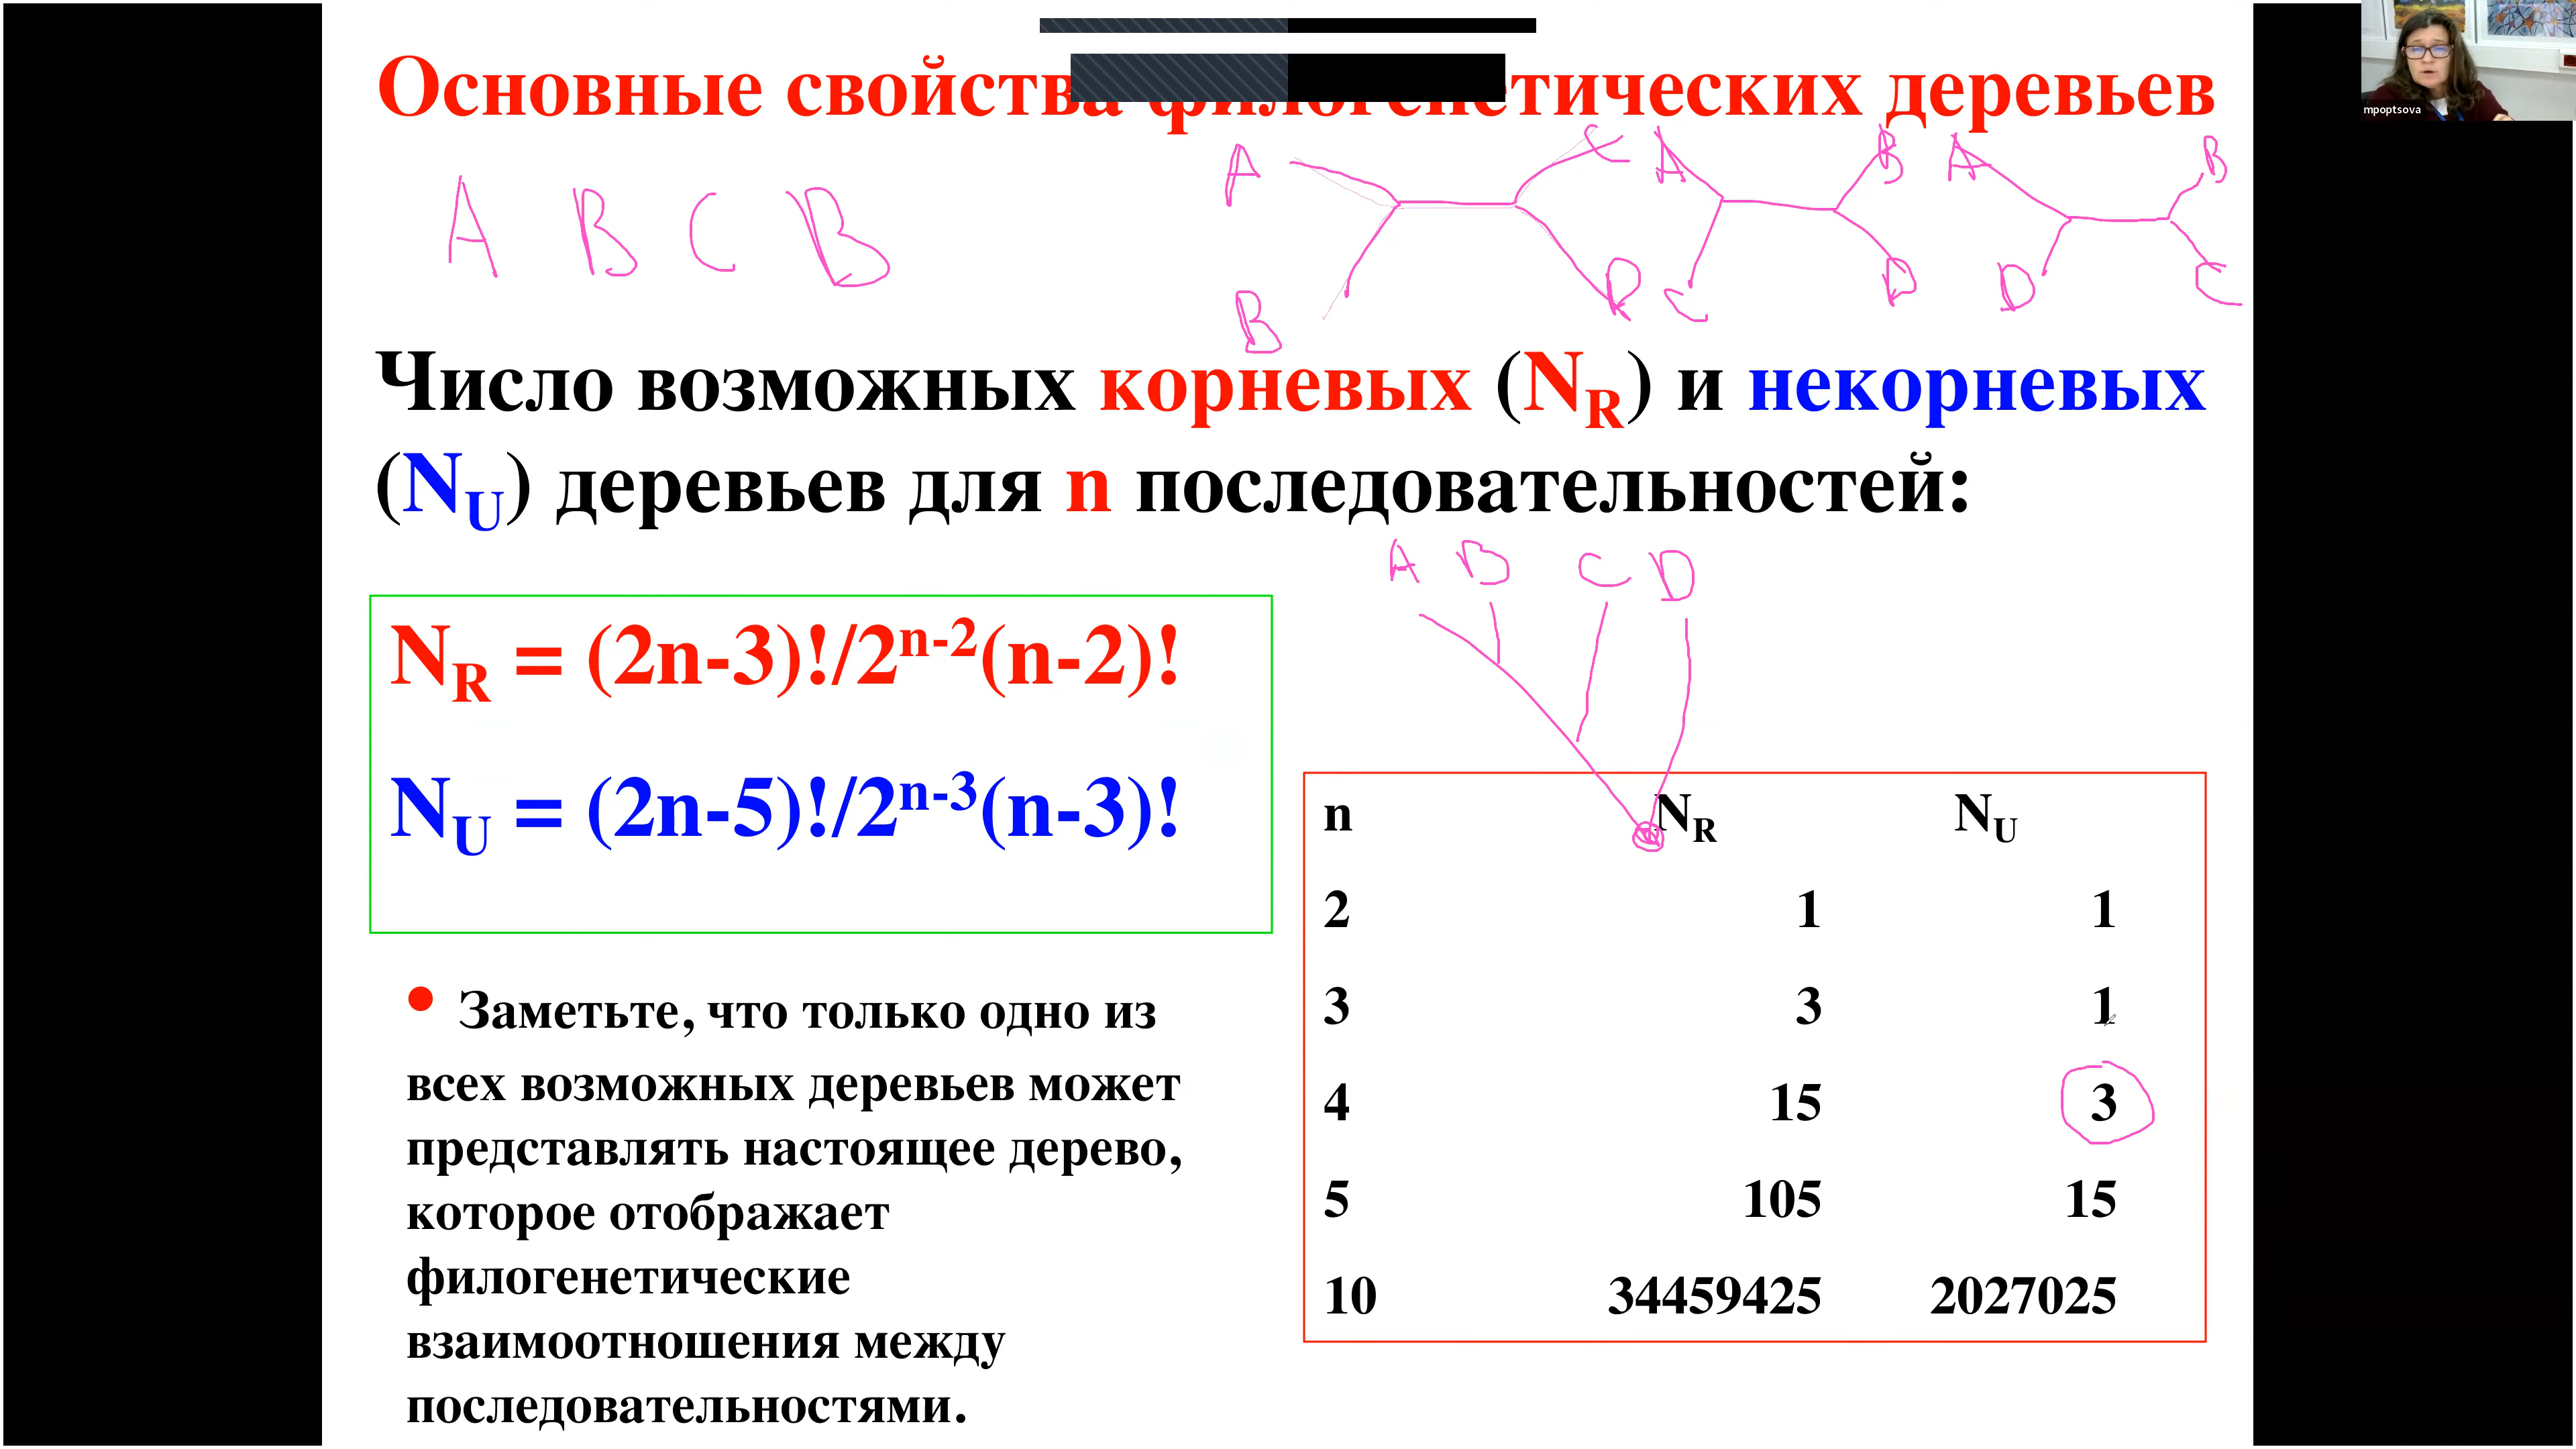 Основные свойства филогенетических деревьев
mpoptsova
A B C D
A C A B A B
B D C D D C
Число возможных корневых (NR) и некорневых
(NU) деревьев для n последовательностей:
A B C D
NR = (2n-3)!/2^n-2(n-2)!
NU = (2n-5)!/2^n-3(n-3)!
• Заметьте, что только одно из
всех возможных деревьев может
представлять настоящее дерево,
которое отображает
филогенетические
взаимоотношения между
последовательностями.
n NR NU
2 1 1
3 3 1
4 15 3
5 105 15
10 34459425 2027025